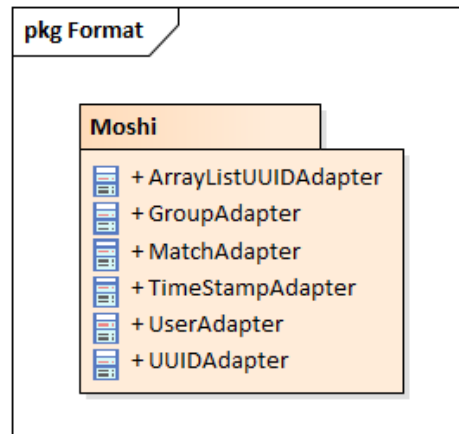 pkg Format
Moshi
+ ArrayListUUIDAdapter
+ GroupAdapter
+ MatchAdapter
+ TimeStampAdapter
+ UserAdapter
+ UUIDAdapter